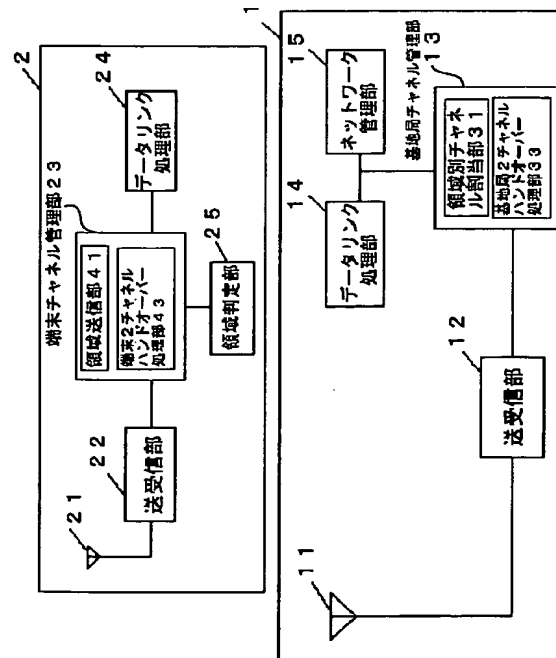 2
端末チャネル管理部23
領域送信部41
端末2チャネル
ハンドオーバー
処理部43
24
データリンク
処理部
21
22
送受信部
25
領域判定部
1
15
ネットワーク
管理部
14
データリンク
処理部
基地局チャネル管理部
13
領域別チャネ
ル割当部31
基地局2チャネル
ハンドオーバー
処理部33
12
送受信部
11